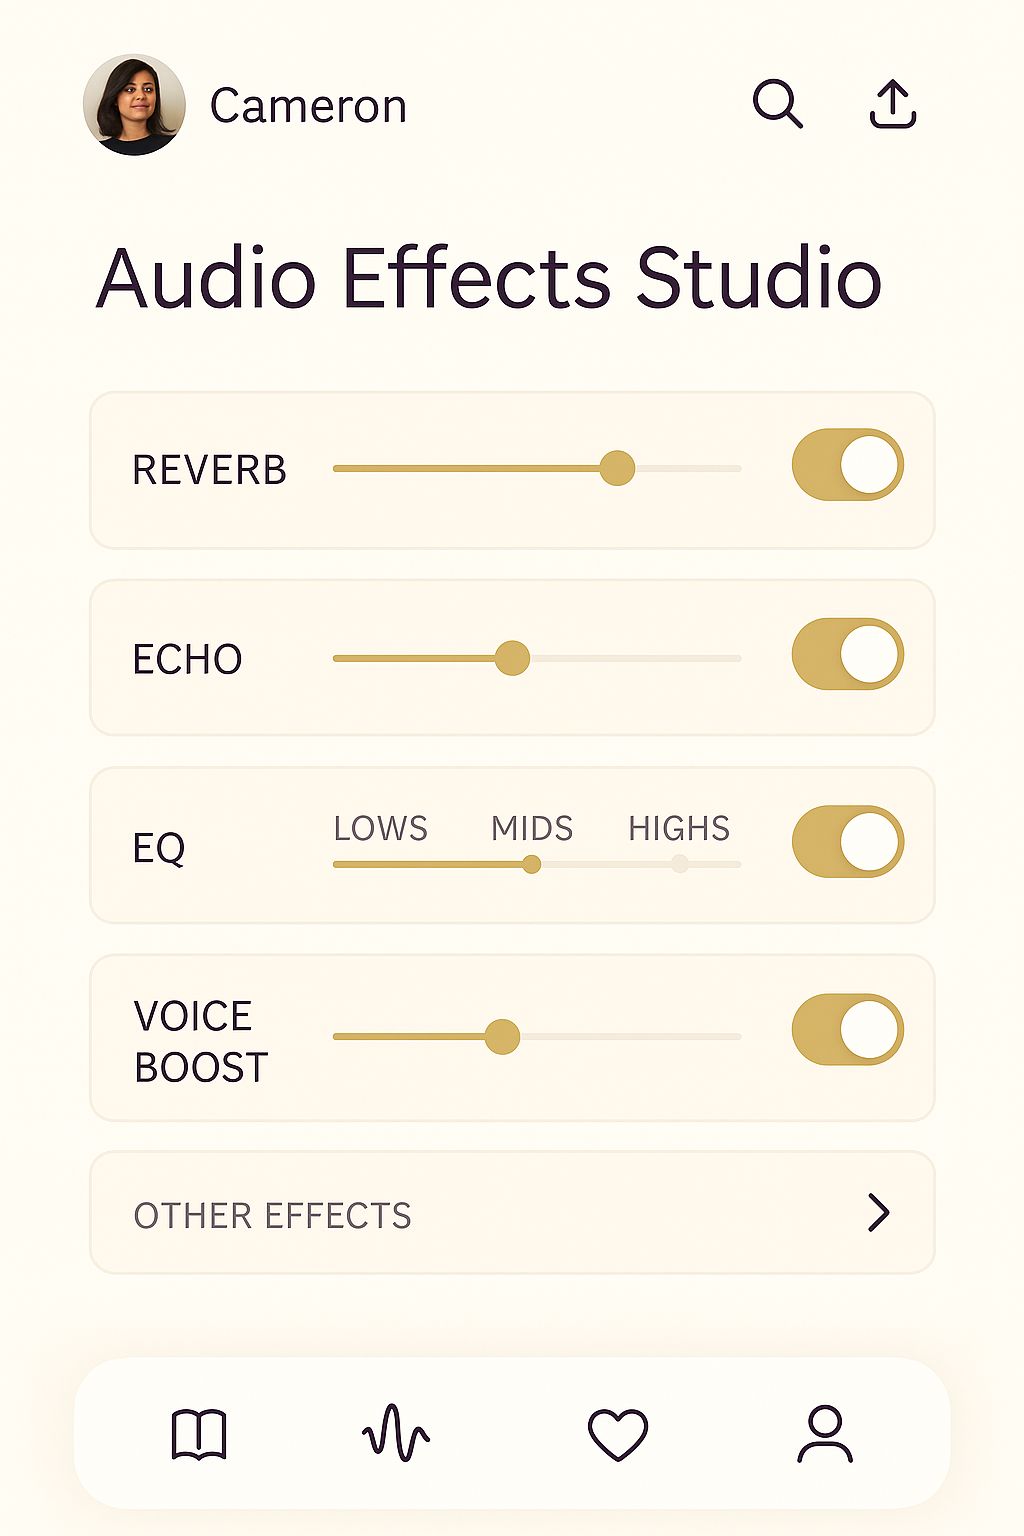 Cameron
Audio Effects Studio
REVERB
ECHO
EQ
LOWS MIDS HIGHS
VOICE
BOOST
OTHER EFFECTS